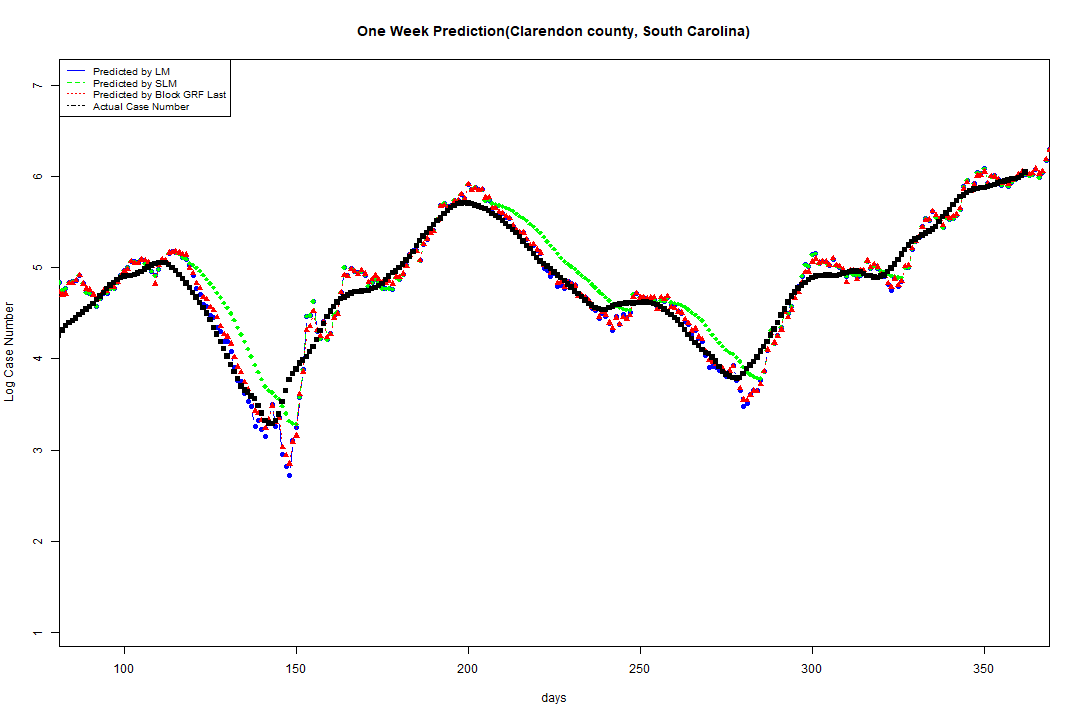 One Week Prediction(Clarendon county, South Carolina)
Predicted by LM
Predicted by SLM
Predicted by Block GRF Last
Actual Case Number
7
6
5
4
3
2
1
Log Case Number
100 150 200 250 300 350
days